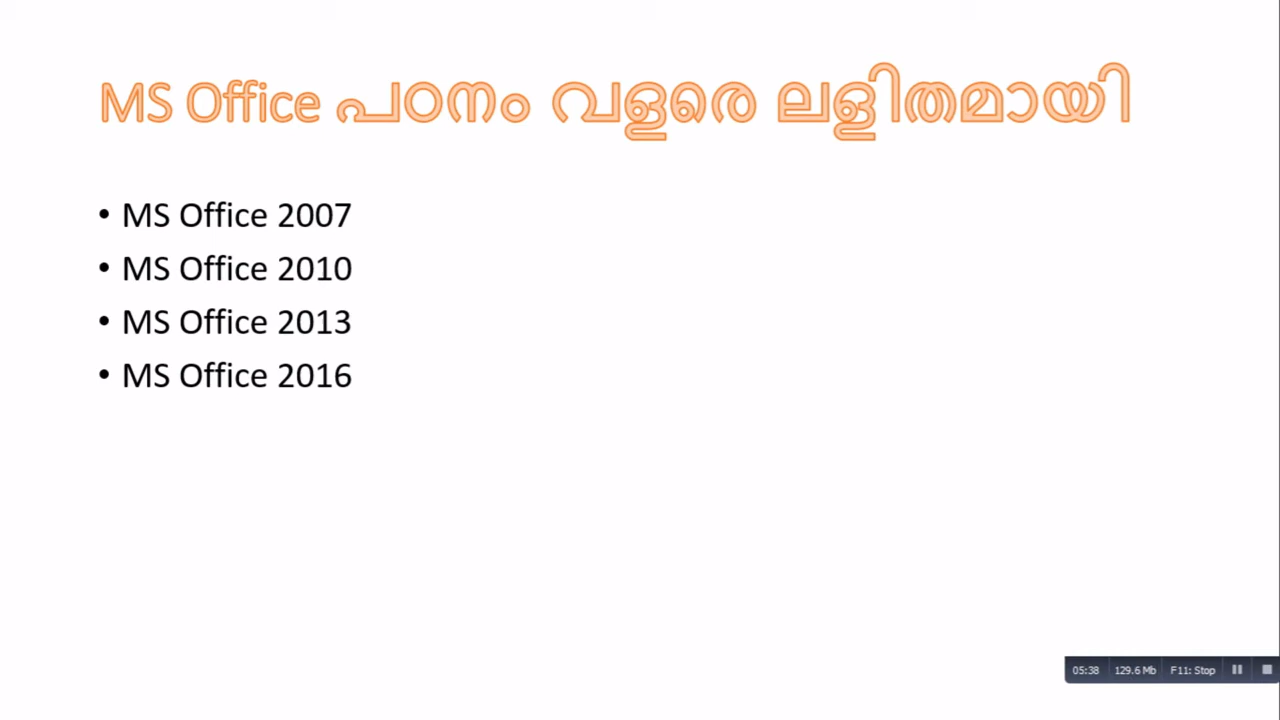 MS Office പഠനം വളരെ ലളിതമായി
• MS Office 2007
• MS Office 2010
• MS Office 2013
• MS Office 2016
05:38 129.6 Mb F11: Stop